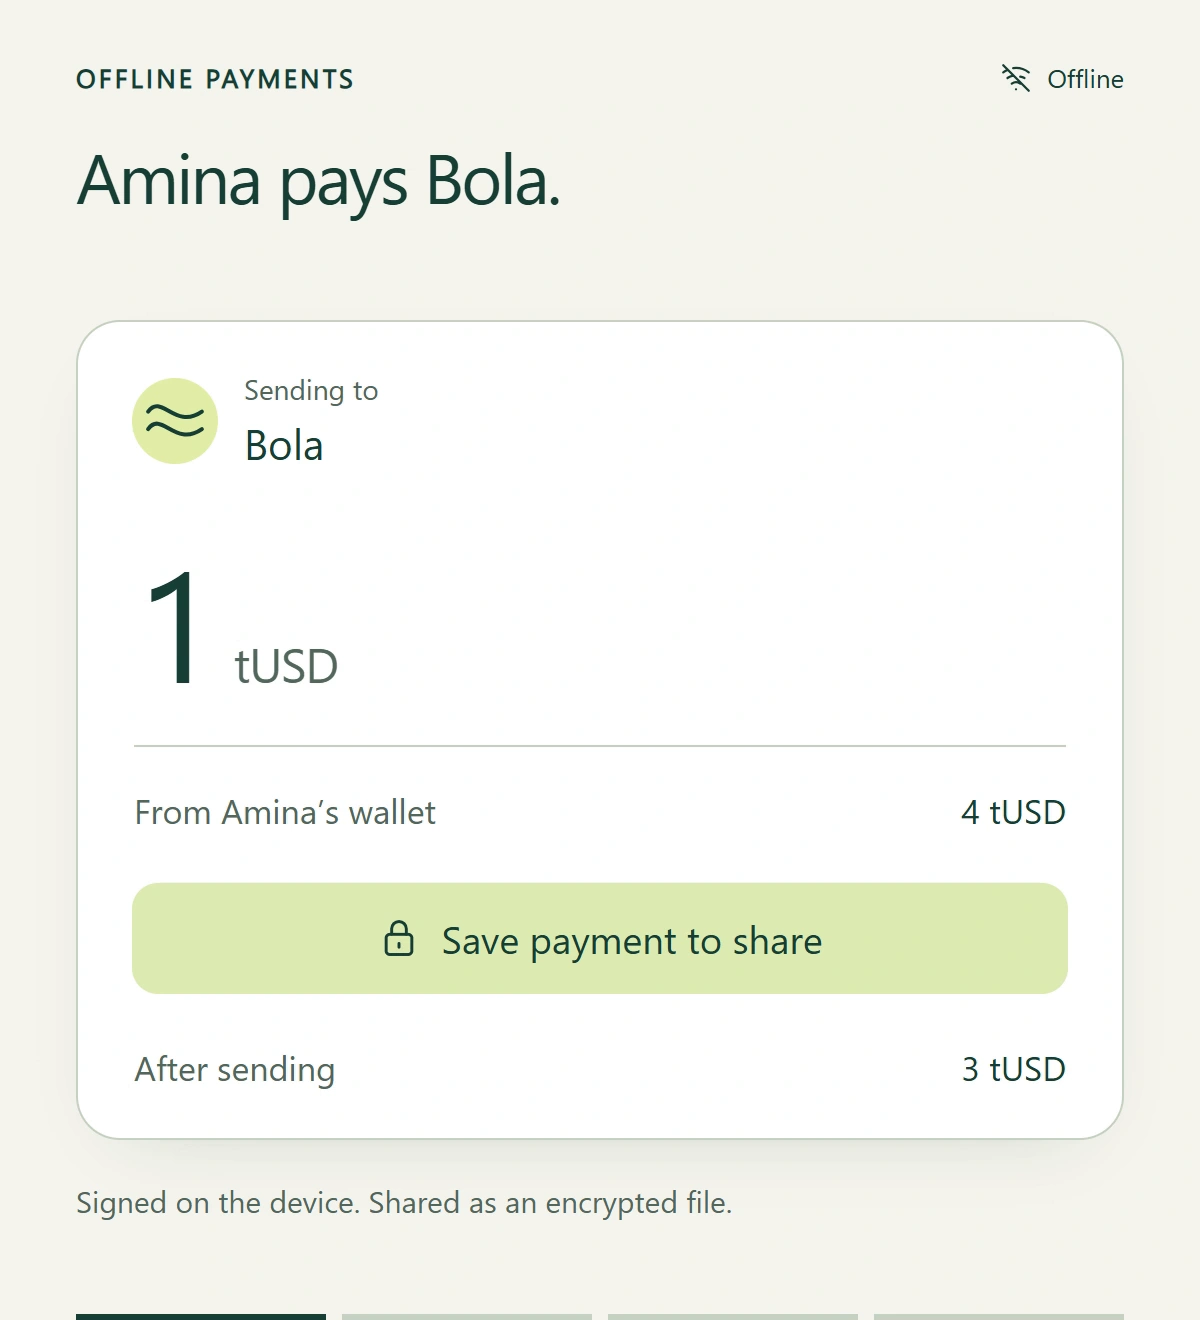 OFFLINE PAYMENTS
Offline
Amina pays Bola.
Sending to
Bola
1 tUSD
From Amina’s wallet 4 tUSD
Save payment to share
After sending 3 tUSD
Signed on the device. Shared as an encrypted file.